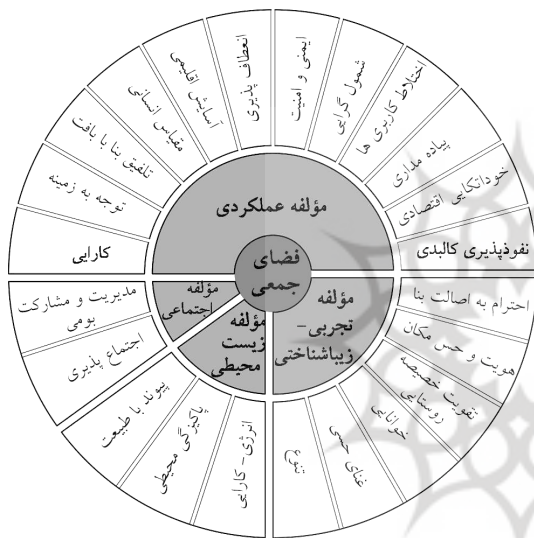 فضای
جمعی
مؤلفه عملکردی
نفوذپذیری کالبدی
خوداتکایی اقتصادی
پیاده مداری
اختلاط کاربری ها
شمول گرایی
ایمنی و امنیت
انعطاف پذیری
آسایش اقلیمی
مقیاس انسانی
تلفیق بنا با بافت
توجه به زمینه
کارایی
مؤلفه
تجربی-
زیباشناختی
احترام به اصالت بنا
هویت و حس مکان
تقویت خصیصه
روستایی
خوانایی
غنای حسی
تنوع
مؤلفه
زیست
محیطی
انرژی-کارایی
پاکیزگی محیطی
پیوند با طبیعت
مؤلفه
اجتماعی
اجتماع پذیری
مدیریت و مشارکت
بومی